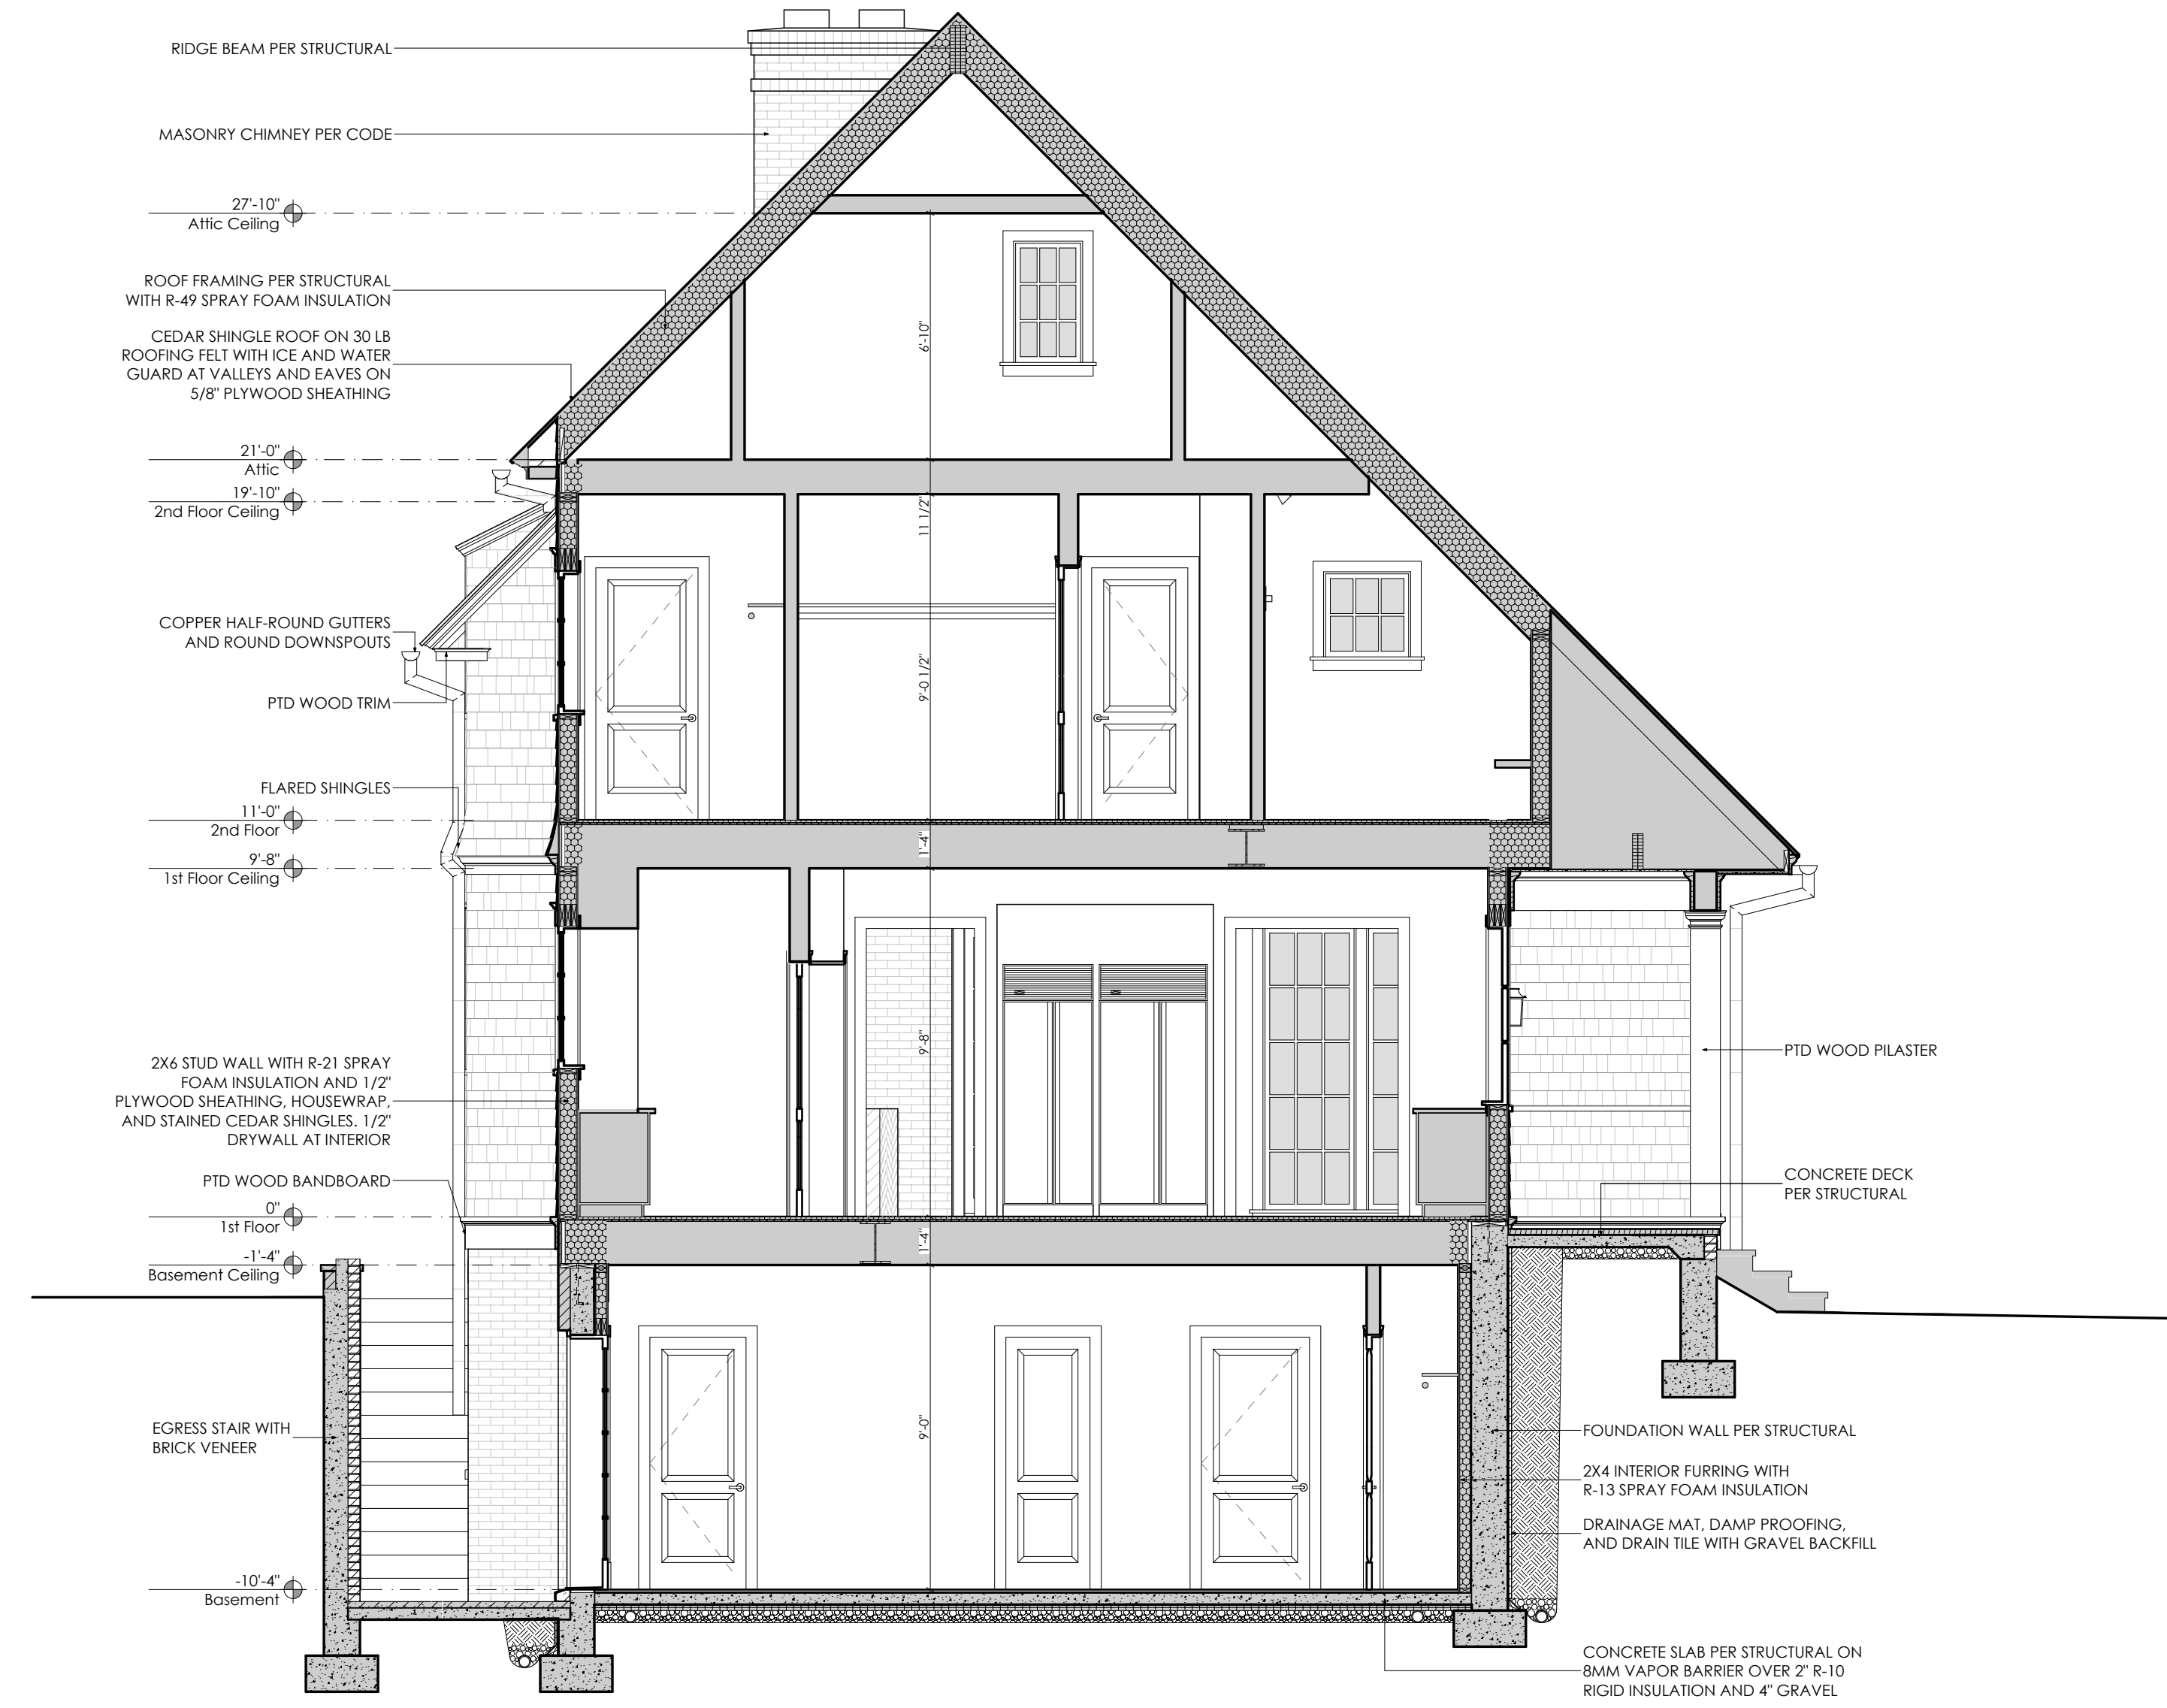 RIDGE BEAM PER STRUCTURAL
MASONRY CHIMNEY PER CODE
27'-10"
Attic Ceiling
ROOF FRAMING PER STRUCTURAL
WITH R-49 SPRAY FOAM INSULATION
CEDAR SHINGLE ROOF ON 30 LB
ROOFING FELT WITH ICE AND WATER
GUARD AT VALLEYS AND EAVES ON
5/8" PLYWOOD SHEATHING
21'-0"
Attic
19'-10"
2nd Floor Ceiling
COPPER HALF-ROUND GUTTERS
AND ROUND DOWNSPOUTS
PTD WOOD TRIM
FLARED SHINGLES
11'-0"
2nd Floor
9'-8"
1st Floor Ceiling
2X6 STUD WALL WITH R-21 SPRAY
FOAM INSULATION AND 1/2"
PLYWOOD SHEATHING, HOUSEWRAP,
AND STAINED CEDAR SHINGLES. 1/2"
DRYWALL AT INTERIOR
PTD WOOD BANDBOARD
0"
1st Floor
-1'-4"
Basement Ceiling
EGRESS STAIR WITH
BRICK VENEER
-10'-4"
Basement
6'-10"
11 1/2"
9'-0 1/2"
1'-4"
9'-8"
1'-4"
9'-0"
PTD WOOD PILASTER
CONCRETE DECK
PER STRUCTURAL
FOUNDATION WALL PER STRUCTURAL
2X4 INTERIOR FURRING WITH
R-13 SPRAY FOAM INSULATION
DRAINAGE MAT, DAMP PROOFING,
AND DRAIN TILE WITH GRAVEL BACKFILL
CONCRETE SLAB PER STRUCTURAL ON
8MM VAPOR BARRIER OVER 2" R-10
RIGID INSULATION AND 4" GRAVEL